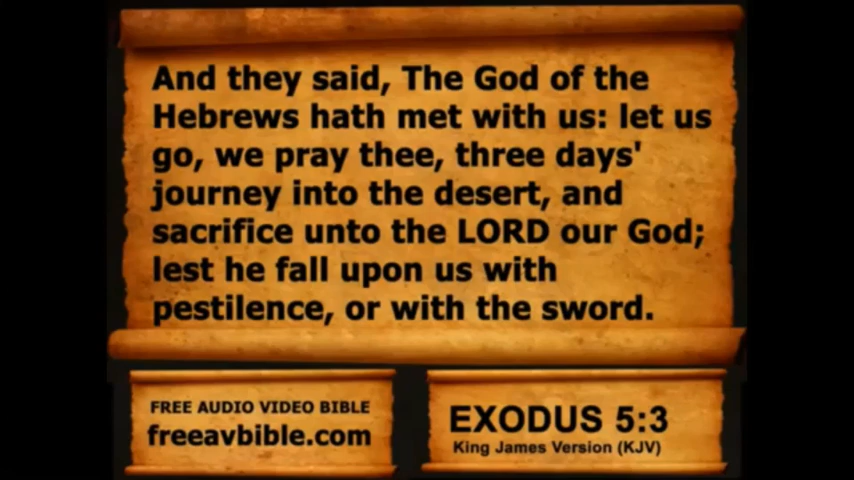 And they said, The God of the
Hebrews hath met with us: let us
go, we pray thee, three days'
journey into the desert, and
sacrifice unto the LORD our God;
lest he fall upon us with
pestilence, or with the sword.
FREE AUDIO VIDEO BIBLE
freeavbible.com
EXODUS 5:3
King James Version (KJV)